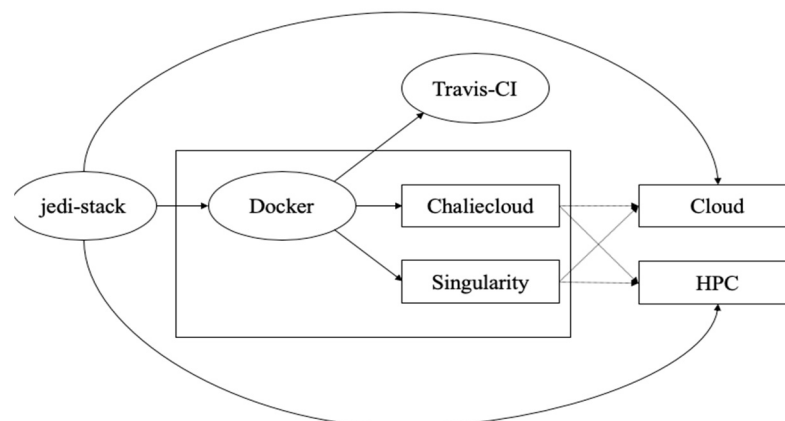 Travis-CI
jedi-stack
Docker
Chaliecloud
Cloud
Singularity
HPC